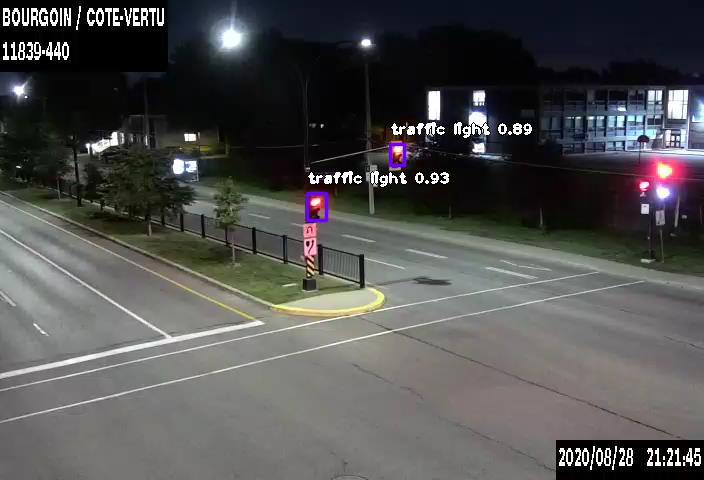 BOURGOIN / COTE-VERTU
11839-440
traffic light 0.89
traffic light 0.93
2020/08/28 21:21:45